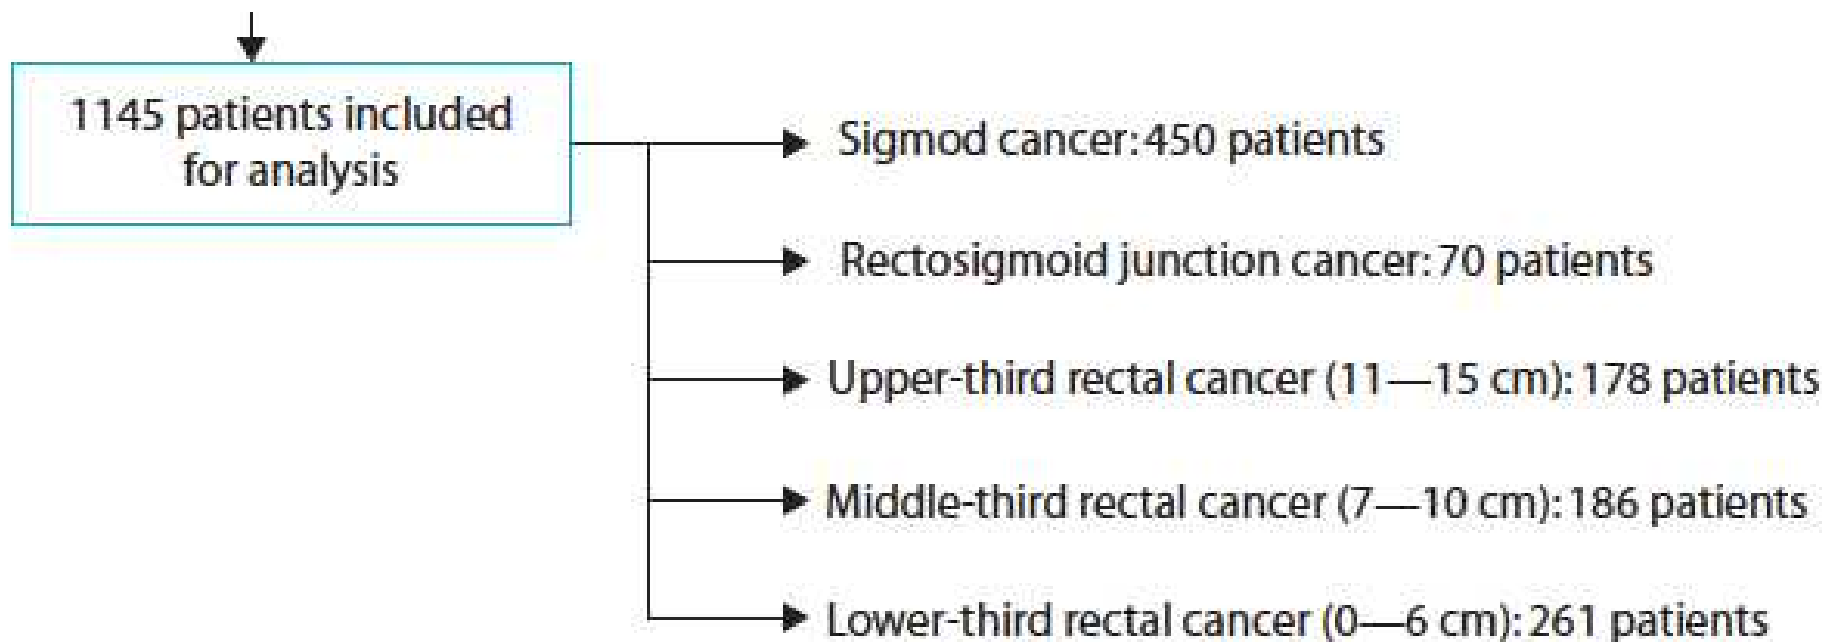 1145 patients included
for analysis
Sigmod cancer: 450 patients
Rectosigmoid junction cancer: 70 patients
Upper-third rectal cancer (11—15 cm): 178 patients
Middle-third rectal cancer (7—10 cm): 186 patients
Lower-third rectal cancer (0—6 cm): 261 patients